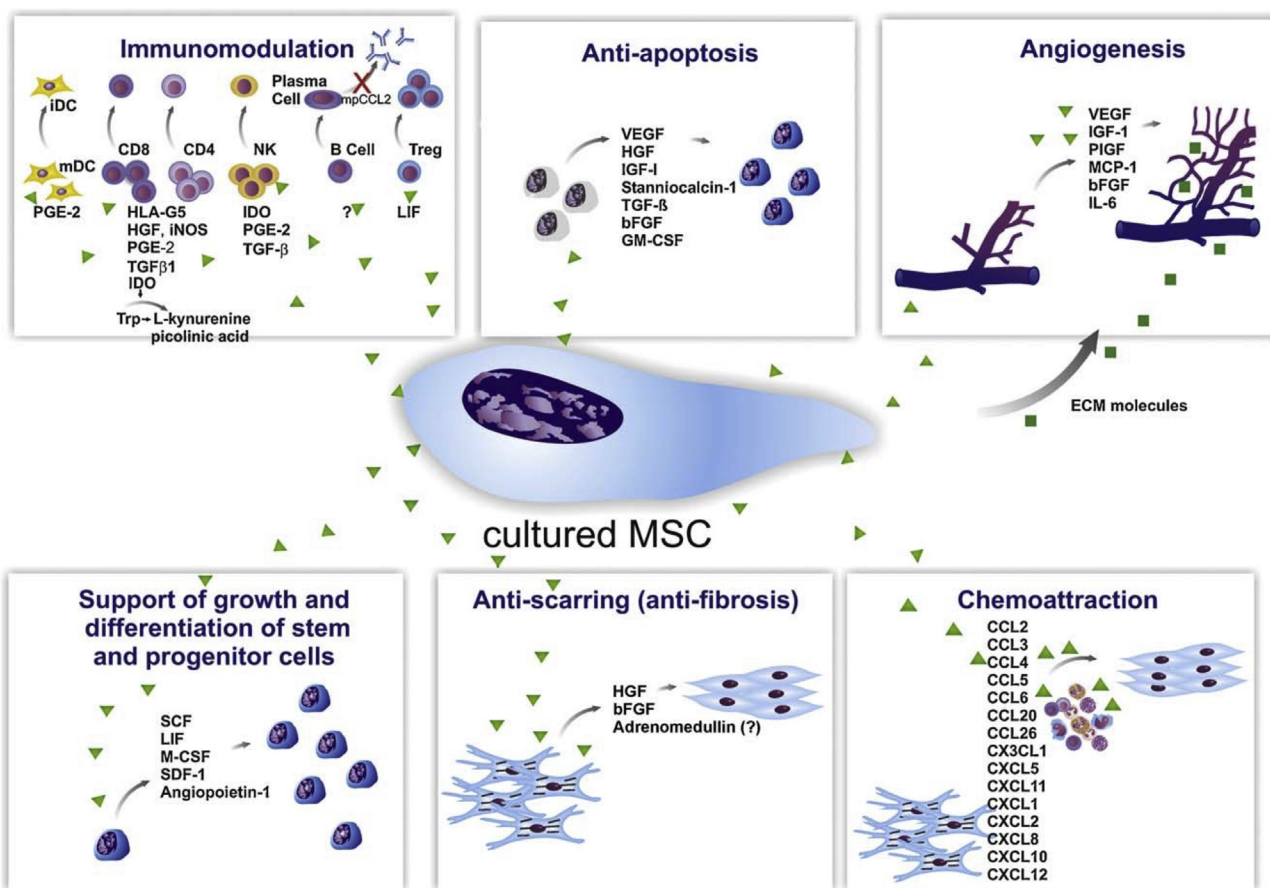 Immunomodulation
iDC
Plasma
Cell
mpCCL2
mDC
CD8
CD4
NK
B Cell
Treg
PGE-2
HLA-G5
HGF, iNOS
PGE-2
TGFβ1
IDO
IDO
PGE-2
TGF-β
?
LIF
Trp
L-kynurenine
picolinic acid
Anti-apoptosis
VEGF
HGF
IGF-I
Stanniocalcin-1
TGF-ß
bFGF
GM-CSF
Angiogenesis
VEGF
IGF-1
PIGF
MCP-1
bFGF
IL-6
ECM molecules
cultured MSC
Support of growth and
differentiation of stem
and progenitor cells
SCF
LIF
M-CSF
SDF-1
Angiopoietin-1
Anti-scarring (anti-fibrosis)
HGF
bFGF
Adrenomedullin (?)
Chemoattraction
CCL2
CCL3
CCL4
CCL5
CCL6
CCL20
CCL26
CX3CL1
CXCL5
CXCL11
CXCL1
CXCL2
CXCL8
CXCL10
CXCL12